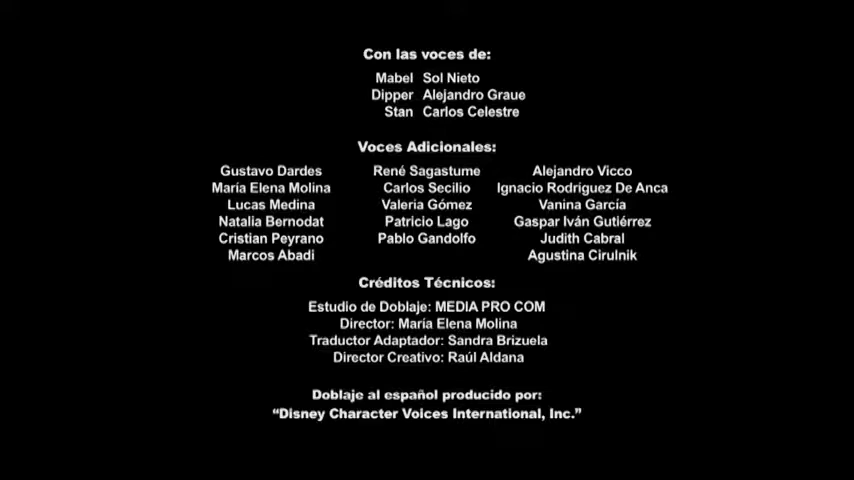 Con las voces de:
Mabel Sol Nieto
Dipper Alejandro Graue
Stan Carlos Celestre
Voces Adicionales:
Gustavo Dardes René Sagastume Alejandro Vicco
María Elena Molina Carlos Secilio Ignacio Rodríguez De Anca
Lucas Medina Valeria Gómez Vanina García
Natalia Bernodat Patricio Lago Gaspar Iván Gutiérrez
Cristian Peyrano Pablo Gandolfo Judith Cabral
Marcos Abadi Agustina Cirulnik
Créditos Técnicos:
Estudio de Doblaje: MEDIA PRO COM
Director: María Elena Molina
Traductor Adaptador: Sandra Brizuela
Director Creativo: Raúl Aldana
Doblaje al español producido por:
“Disney Character Voices International, Inc.”